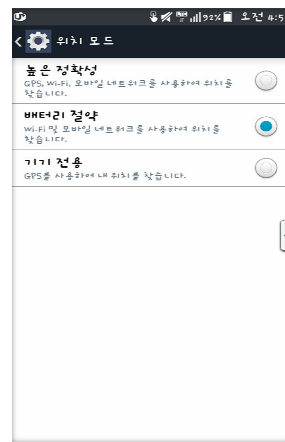 92% 오전 4:5
위치 모드
높은 정확성
GPS, Wi-Fi, 모바일 네트워크를 사용하여 위치를
찾습니다.
배터리 절약
Wi-Fi 및 모바일 네트워크를 사용하여 위치를
찾습니다.
기기 전용
GPS를 사용하여 내 위치를 찾습니다.